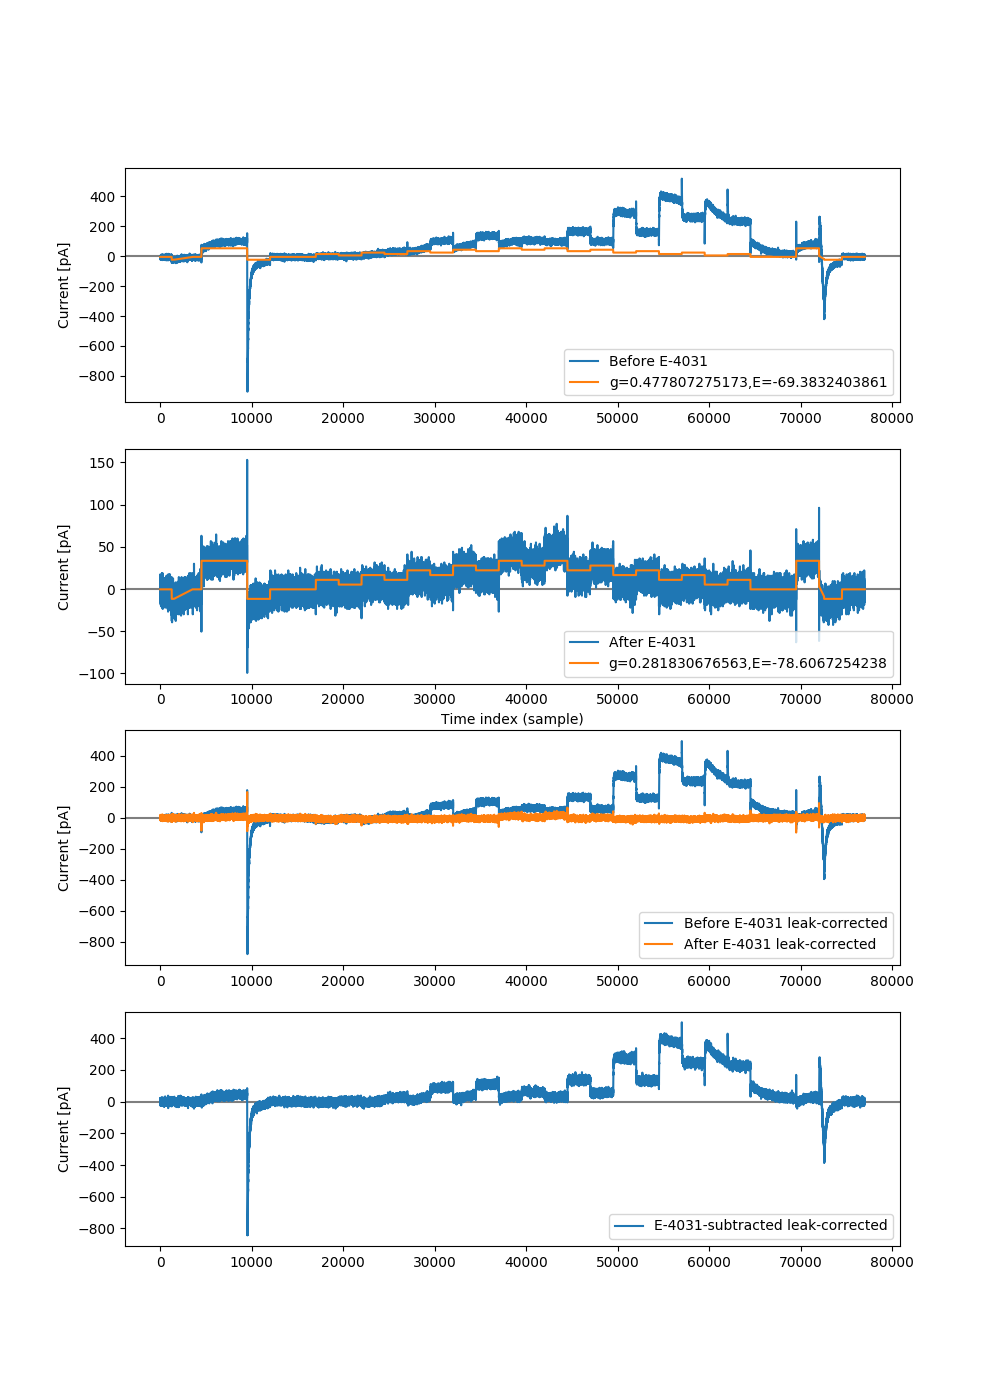 400
200
0
−200
−400
−600
−800
Current [pA]
Before E-4031
g=0.477807275173,E=-69.3832403861
0 10000 20000 30000 40000 50000 60000 70000 80000
150
100
50
0
−50
−100
Current [pA]
After E-4031
g=0.281830676563,E=-78.6067254238
0 10000 20000 30000 40000 50000 60000 70000 80000
Time index (sample)
400
200
0
−200
−400
−600
−800
Current [pA]
Before E-4031 leak-corrected
After E-4031 leak-corrected
0 10000 20000 30000 40000 50000 60000 70000 80000
400
200
0
−200
−400
−600
−800
Current [pA]
E-4031-subtracted leak-corrected
0 10000 20000 30000 40000 50000 60000 70000 80000